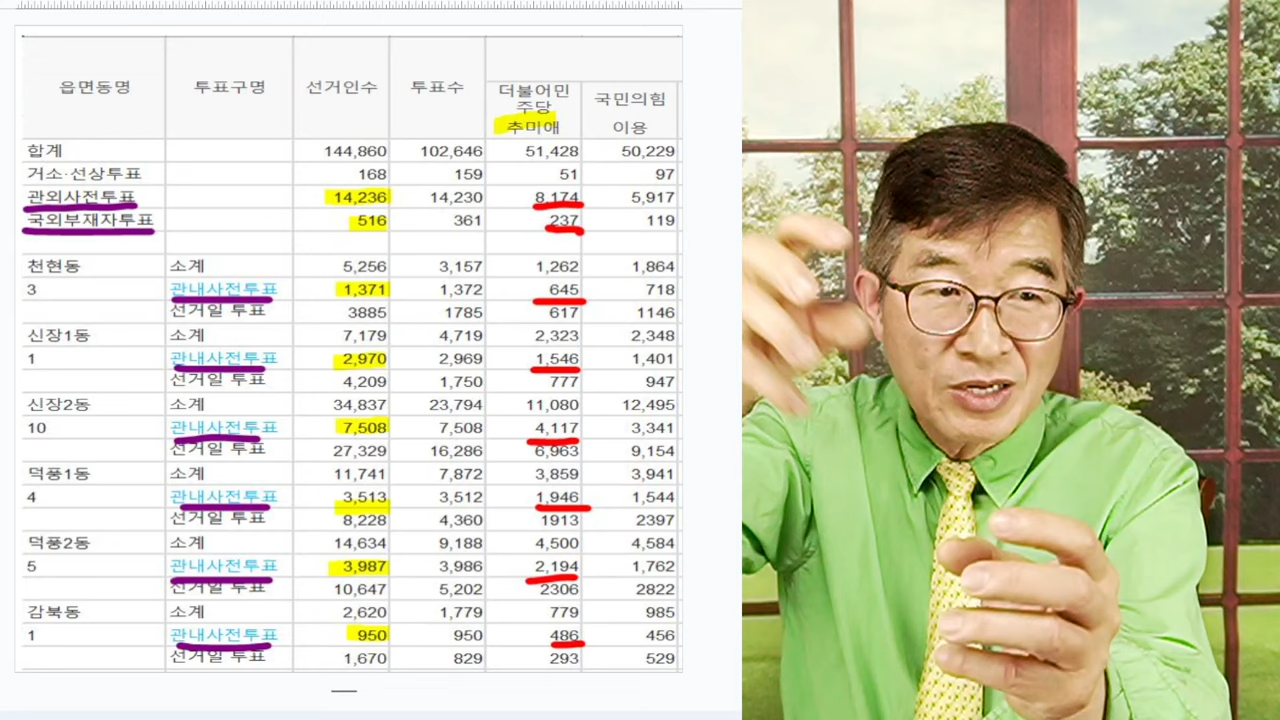 읍면동명 투표구명 선거인수 투표수 더불어민주당 추미애 국민의힘 이용
합계 144,860 102,646 51,428 50,229
거소·선상투표 168 159 51 97
관외사전투표 14,236 14,230 8,174 5,917
국외부재자투표 516 361 237 119
천현동 소계 5,256 3,157 1,262 1,864
3 관내사전투표 1,371 1,372 645 718
선거일 투표 3885 1785 617 1146
신장1동 소계 7,179 4,719 2,323 2,348
1 관내사전투표 2,970 2,969 1,546 1,401
선거일 투표 4,209 1,750 777 947
신장2동 소계 34,837 23,794 11,080 12,495
10 관내사전투표 7,508 7,508 4,117 3,341
선거일 투표 27,329 16,286 6,963 9,154
덕풍1동 소계 11,741 7,872 3,859 3,941
4 관내사전투표 3,513 3,512 1,946 1,544
선거일 투표 8,228 4,360 1913 2397
덕풍2동 소계 14,634 9,188 4,500 4,584
5 관내사전투표 3,987 3,986 2,194 1,762
선거일 투표 10,647 5,202 2306 2822
감북동 소계 2,620 1,779 779 985
1 관내사전투표 950 950 486 456
선거일 투표 1,670 829 293 529